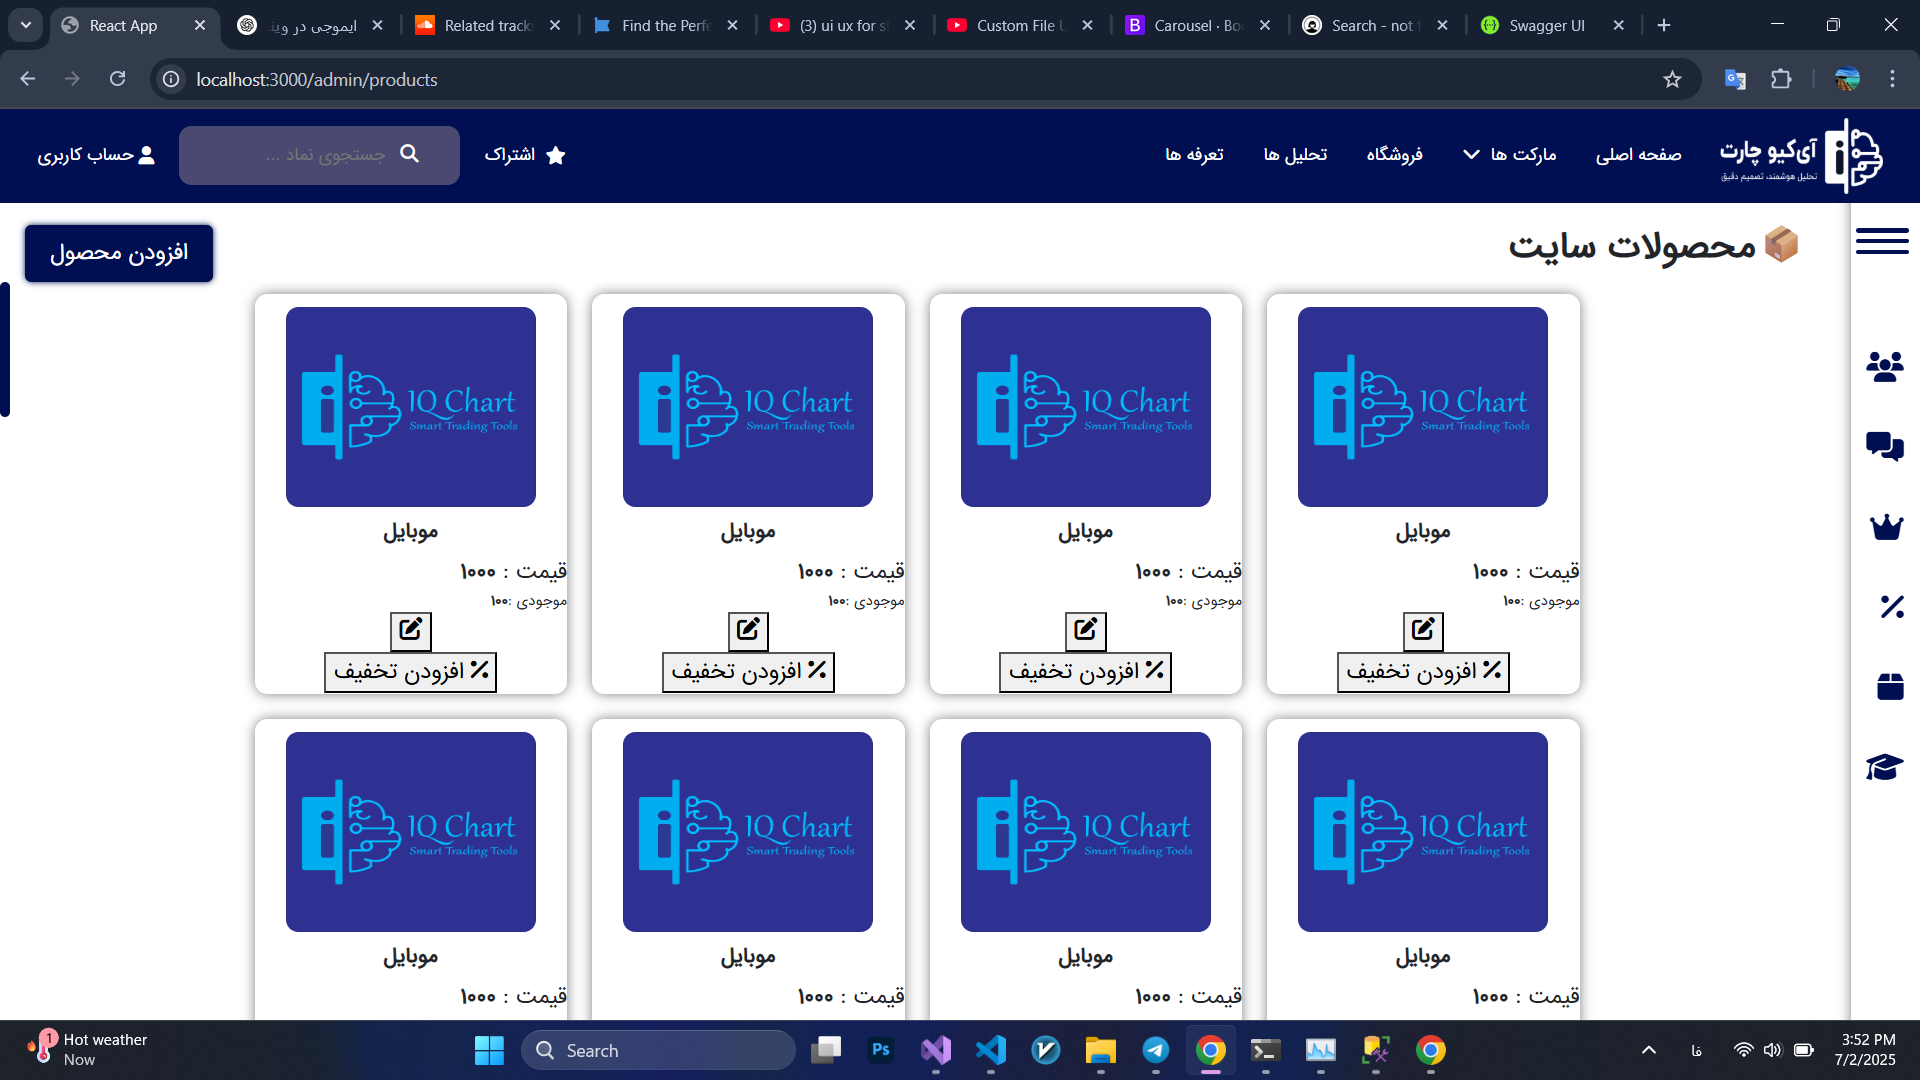 React App
ایموجی در وین
Related tracks
Find the Perfe
(3) ui ux for s
Custom File U
Carousel · Bo
Search - not f
Swagger UI
localhost:3000/admin/products
آی‌کیو چارت
تحلیل هوشمند، تصمیم دقیق
صفحه اصلی
مارکت ها
فروشگاه
تحلیل ها
تعرفه ها
اشتراک
جستجوی نماد ...
حساب کاربری
محصولات سایت
افزودن محصول
IQ Chart IQ Chart IQ Chart IQ Chart
Smart Trading Tools Smart Trading Tools Smart Trading Tools Smart Trading Tools
موبایل موبایل موبایل موبایل
قیمت : ۱۰۰۰ قیمت : ۱۰۰۰ قیمت : ۱۰۰۰ قیمت : ۱۰۰۰
موجودی :۱۰۰ موجودی :۱۰۰ موجودی :۱۰۰ موجودی :۱۰۰
% افزودن تخفیف % افزودن تخفیف % افزودن تخفیف % افزودن تخفیف
IQ Chart IQ Chart IQ Chart IQ Chart
Smart Trading Tools Smart Trading Tools Smart Trading Tools Smart Trading Tools
موبایل موبایل موبایل موبایل
قیمت : ۱۰۰۰ قیمت : ۱۰۰۰ قیمت : ۱۰۰۰ قیمت : ۱۰۰۰
1
Hot weather
Now
Search
Ps
فا
3:52 PM
7/2/2025